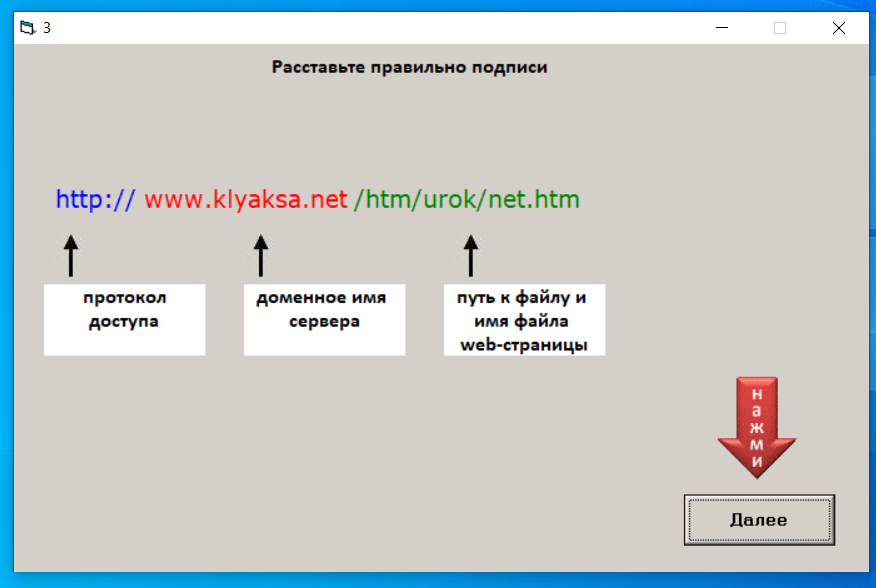 3
Расставьте правильно подписи
http:// www.klyaksa.net /htm/urok/net.htm
протокол
доступа
доменное имя
сервера
путь к файлу и
имя файла
web-страницы
нажми
Далее